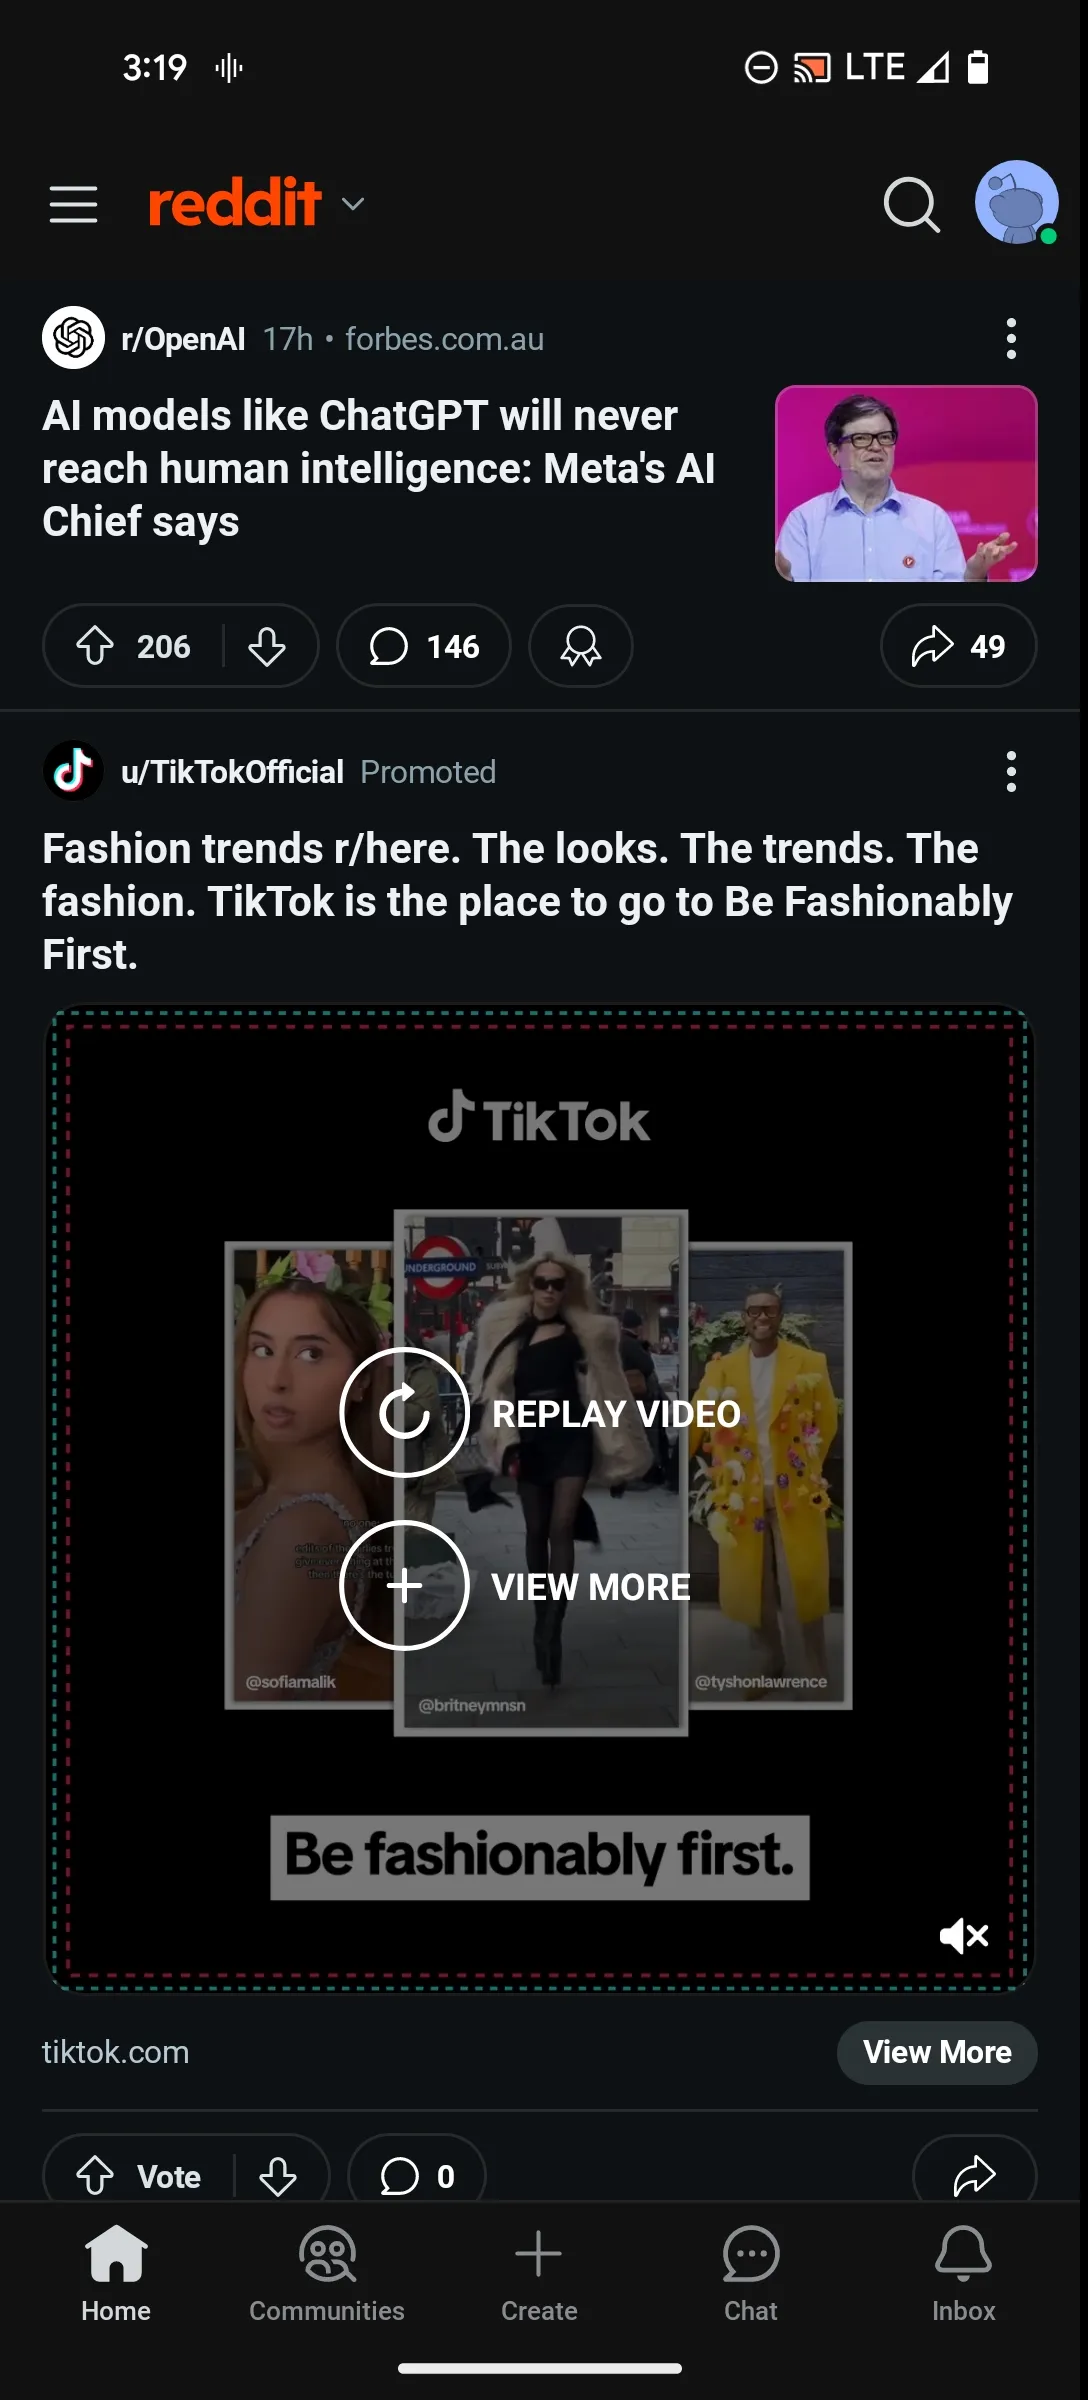 3:19 LTE
reddit
r/OpenAI 17h • forbes.com.au
AI models like ChatGPT will never
reach human intelligence: Meta's AI
Chief says
206 146 49
u/TikTokOfficial Promoted
Fashion trends r/here. The looks. The trends. The
fashion. TikTok is the place to go to Be Fashionably
First.
TikTok
UNDERGROUND
REPLAY VIDEO
VIEW MORE
@sofiamalik
@britneymnsn
@tyshonlawrence
Be fashionably first.
tiktok.com View More
Vote 0
Home Communities Create Chat Inbox